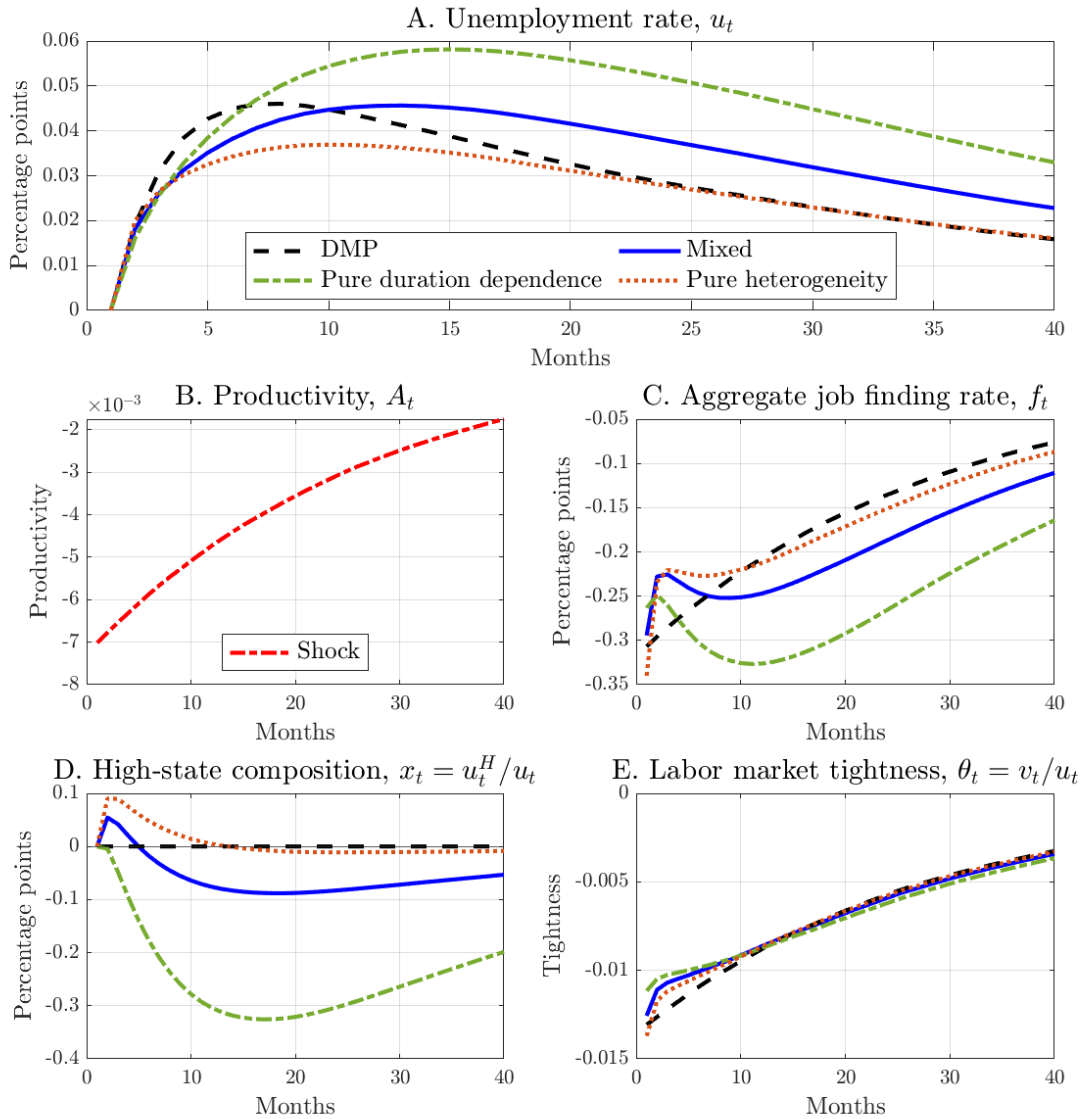 A. Unemployment rate, u_t
Percentage points
0.06
0.05
0.04
0.03
0.02
0.01
0
DMP
Mixed
Pure duration dependence
Pure heterogeneity
0 5 10 15 20 25 30 35 40
Months
B. Productivity, A_t
×10⁻³
Productivity
-2
-3
-4
-5
-6
-7
-8
Shock
0 10 20 30 40
Months
C. Aggregate job finding rate, f_t
Percentage points
-0.05
-0.1
-0.15
-0.2
-0.25
-0.3
-0.35
0 10 20 30 40
Months
D. High-state composition, x_t = u_t^H/u_t
Percentage points
0.1
0
-0.1
-0.2
-0.3
-0.4
0 10 20 30 40
Months
E. Labor market tightness, θ_t = v_t/u_t
Tightness
0
-0.005
-0.01
-0.015
0 10 20 30 40
Months